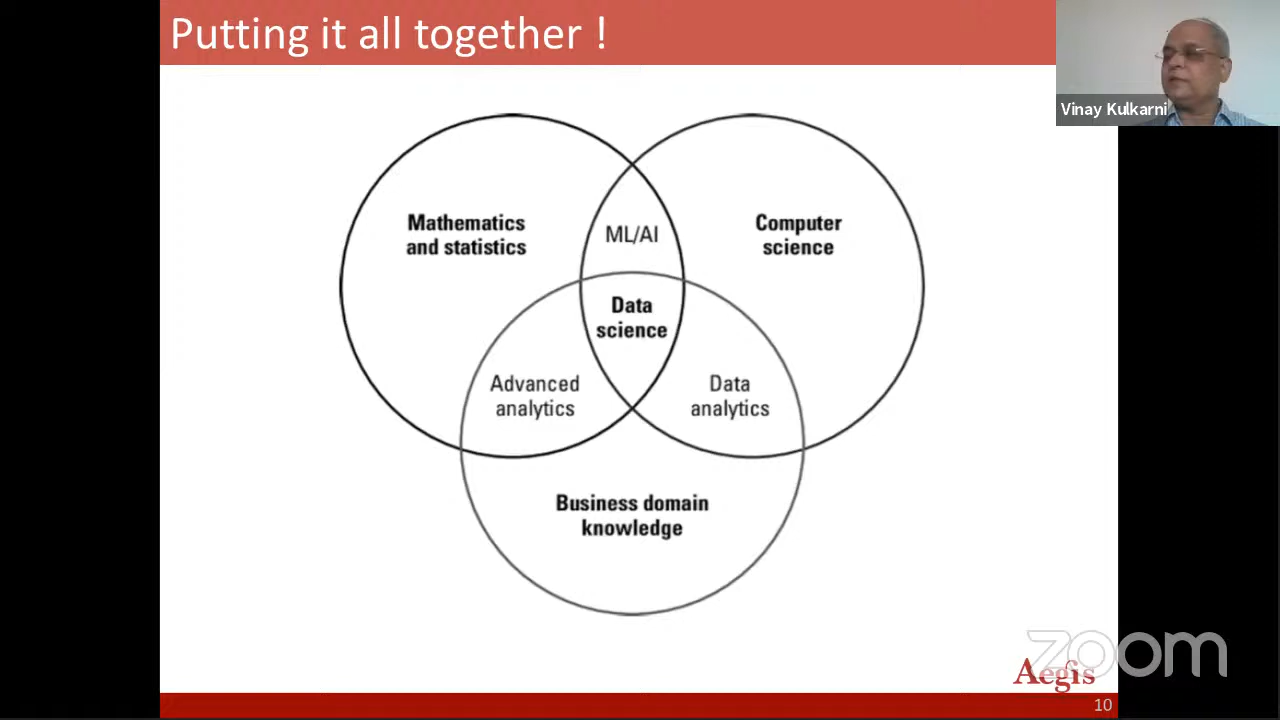 Putting it all together !
Vinay Kulkarni
Mathematics
and statistics
ML/AI
Computer
science
Data
science
Advanced
analytics
Data
analytics
Business domain
knowledge
zoom
Aegis
10